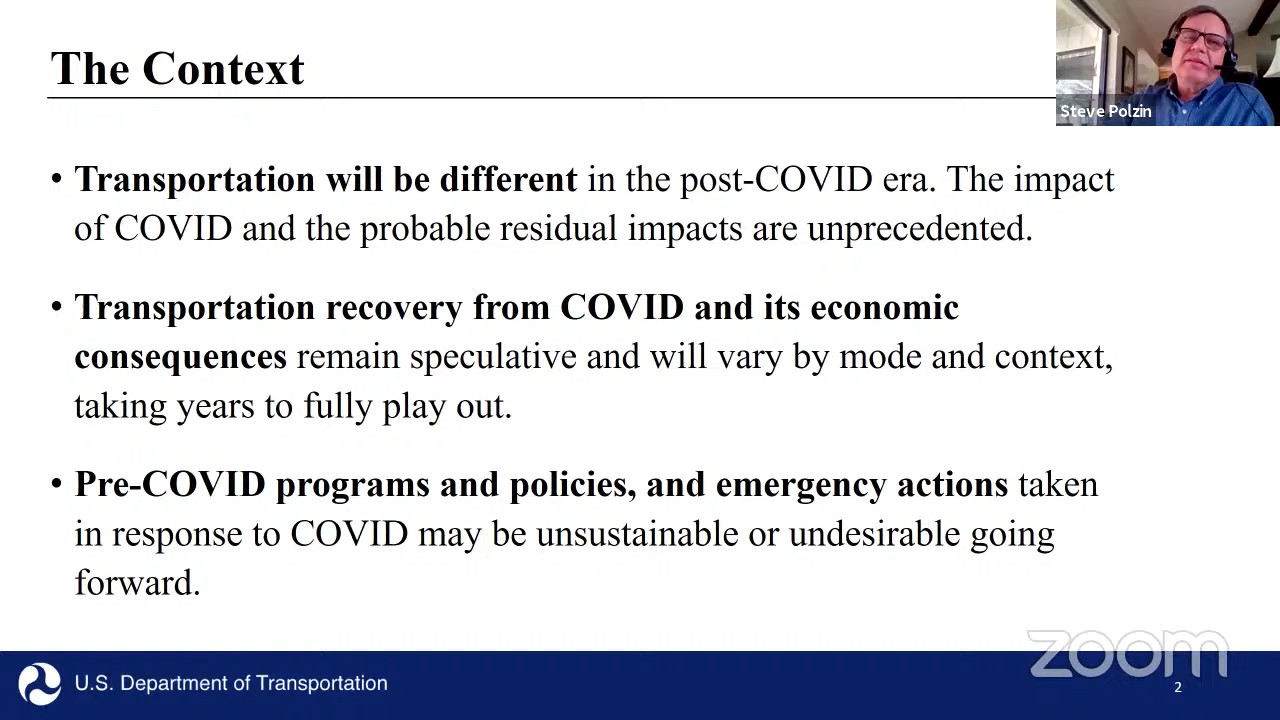 The Context
Steve Polzin
• Transportation will be different in the post-COVID era. The impact
of COVID and the probable residual impacts are unprecedented.
• Transportation recovery from COVID and its economic
consequences remain speculative and will vary by mode and context,
taking years to fully play out.
• Pre-COVID programs and policies, and emergency actions taken
in response to COVID may be unsustainable or undesirable going
forward.
zoom
U.S. Department of Transportation
2